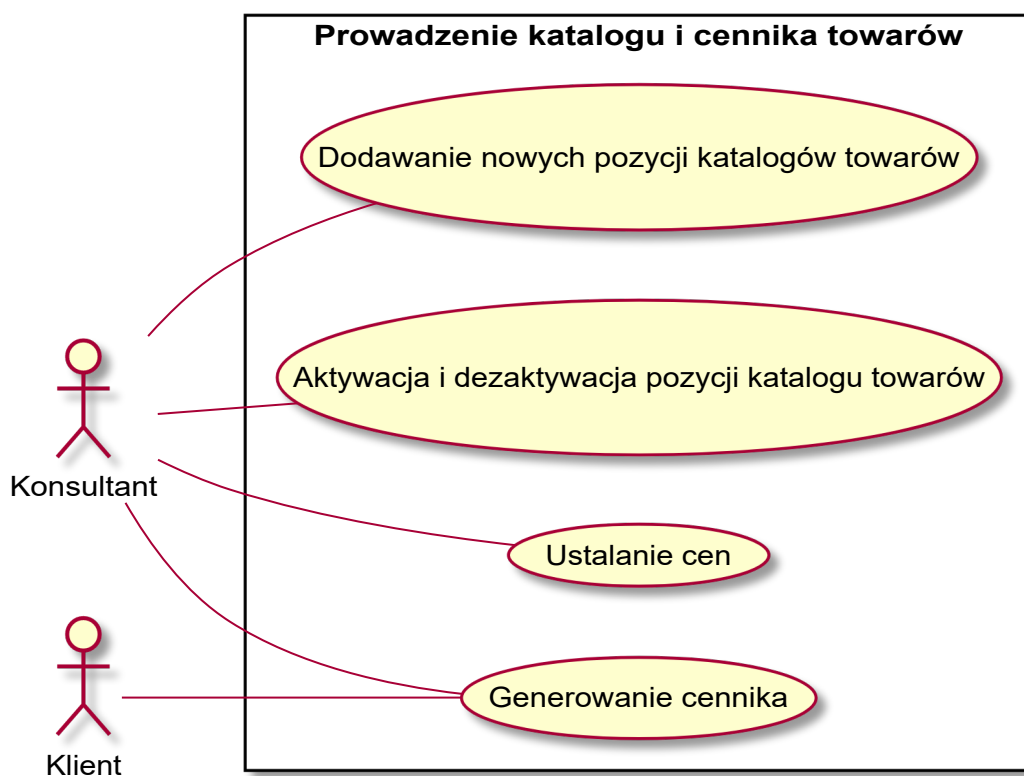 Prowadzenie katalogu i cennika towarów
Dodawanie nowych pozycji katalogów towarów
Aktywacja i dezaktywacja pozycji katalogu towarów
Konsultant
Ustalanie cen
Generowanie cennika
Klient